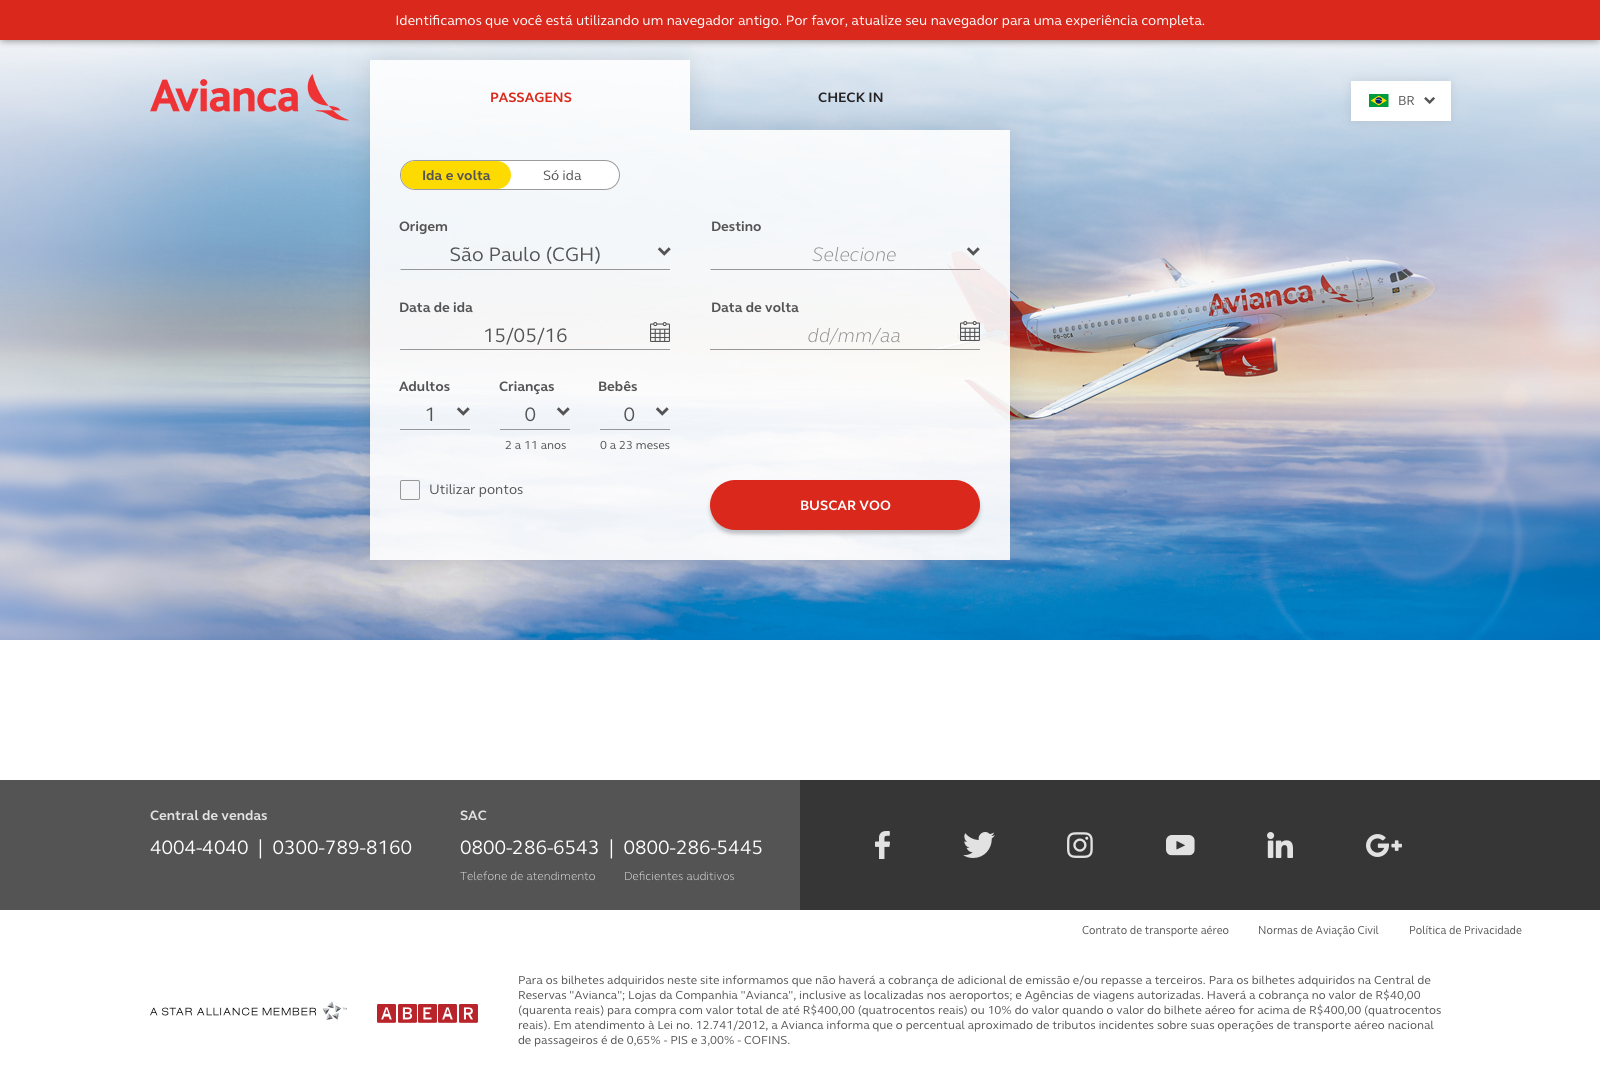 Identificamos que você está utilizando um navegador antigo. Por favor, atualize seu navegador para uma experiência completa.
Avianca
PASSAGENS
CHECK IN
BR
Ida e volta
Só ida
Origem
Destino
São Paulo (CGH)
Selecione
Avianca
PR-OCA
Data de ida
Data de volta
15/05/16
dd/mm/aa
Adultos
Crianças
Bebês
1
0
0
2 a 11 anos
0 a 23 meses
Utilizar pontos
BUSCAR VOO
Central de vendas
SAC
4004-4040 | 0300-789-8160
0800-286-6543 | 0800-286-5445
Telefone de atendimento
Deficientes auditivos
Contrato de transporte aéreo
Normas de Aviação Civil
Política de Privacidade
A STAR ALLIANCE MEMBER
ABEAR
Para os bilhetes adquiridos neste site informamos que não haverá a cobrança de adicional de emissão e/ou repasse a terceiros. Para os bilhetes adquiridos na Central de
Reservas "Avianca"; Lojas da Companhia "Avianca", inclusive as localizadas nos aeroportos; e Agências de viagens autorizadas. Haverá a cobrança no valor de R$40,00
(quarenta reais) para compra com valor total de até R$400,00 (quatrocentos reais) ou 10% do valor quando o valor do bilhete aéreo for acima de R$400,00 (quatrocentos
reais). Em atendimento à Lei no. 12.741/2012, a Avianca informa que o percentual aproximado de tributos incidentes sobre suas operações de transporte aéreo nacional
de passageiros é de 0,65% - PIS e 3,00% - COFINS.